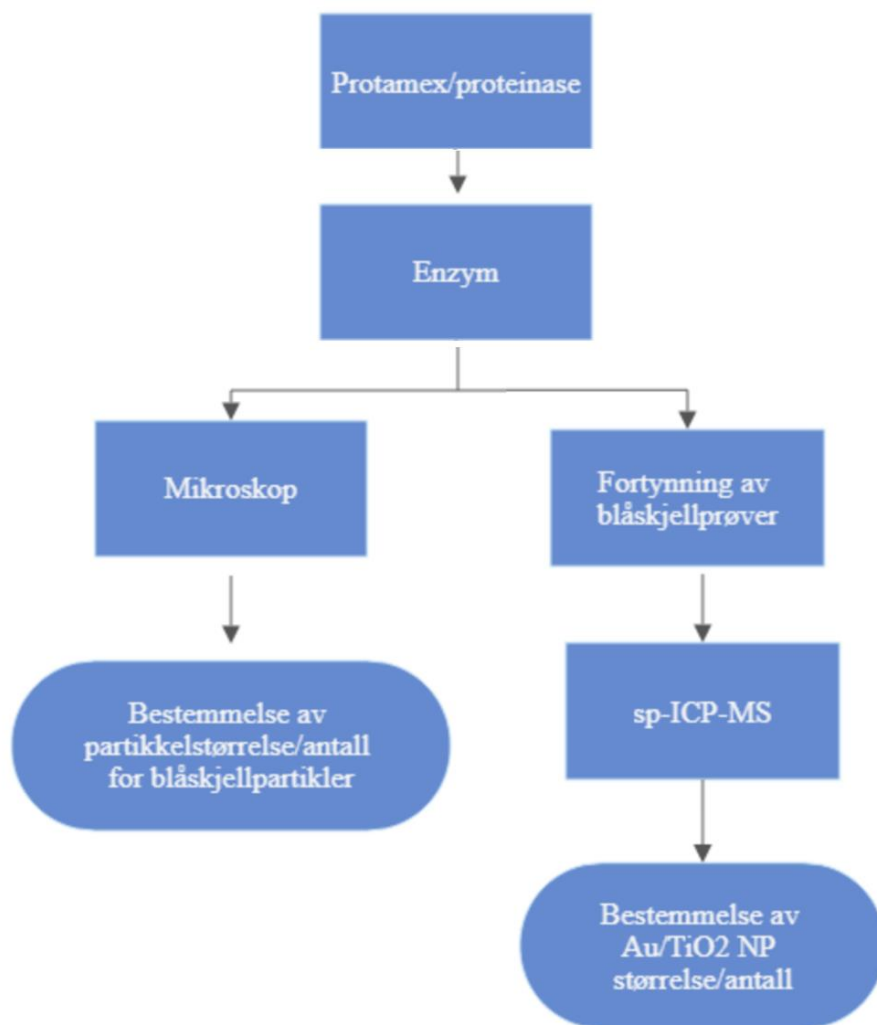 Protamex/proteinase
Enzym
Mikroskop
Fortynning av
blåskjellprøver
Bestemmelse av
partikkelstørrelse/antall
for blåskjellpartikler
sp-ICP-MS
Bestemmelse av
Au/TiO2 NP
størrelse/antall